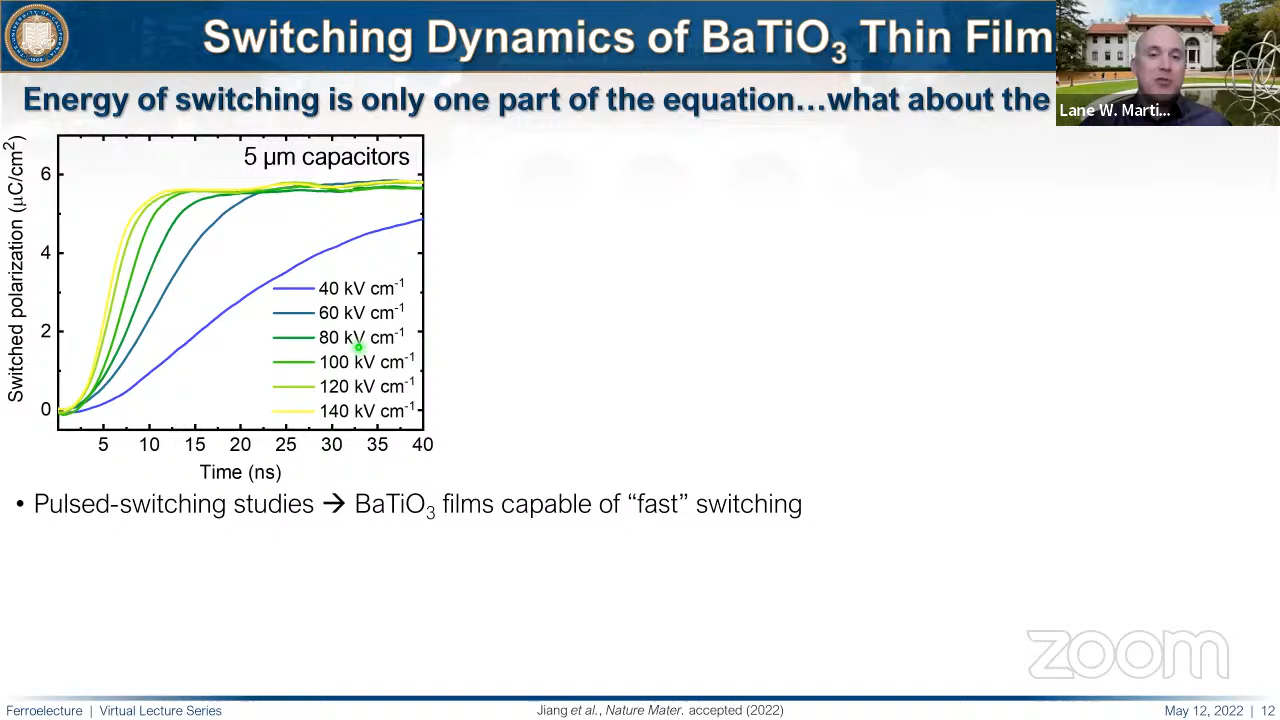 Switching Dynamics of BaTiO3 Thin Film
Energy of switching is only one part of the equation…what about the
Lane W. Marti...
5 µm capacitors
Switched polarization (µC/cm2)
6
4
2
0
40 kV cm-1
60 kV cm-1
80 kV cm-1
100 kV cm-1
120 kV cm-1
140 kV cm-1
5 10 15 20 25 30 35 40
Time (ns)
• Pulsed-switching studies → BaTiO3 films capable of “fast” switching
zoom
Ferroelecture | Virtual Lecture Series
Jiang et al., Nature Mater. accepted (2022)
May 12, 2022 | 12